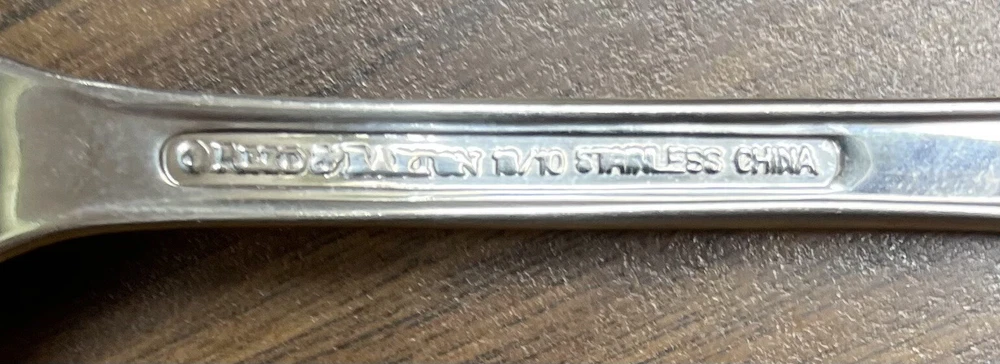 REED & BARTON 18/10 STAINLESS CHINA